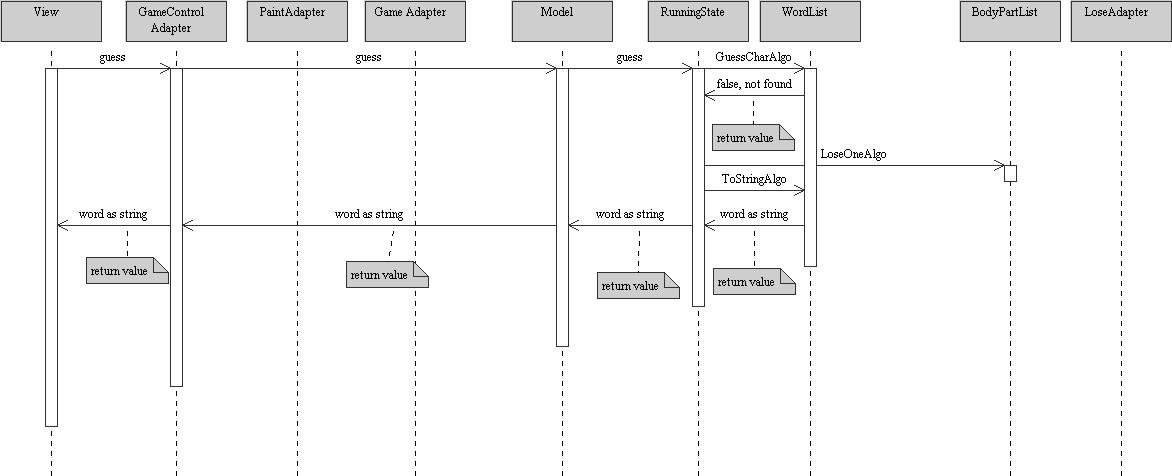 View
GameControl
Adapter
PaintAdapter
Game Adapter
Model
RunningState
WordList
BodyPartList
LoseAdapter
guess
guess
guess
GuessCharAlgo
false, not found
return value
LoseOneAlgo
ToStringAlgo
word as string
word as string
word as string
word as string
return value
return value
return value
return value